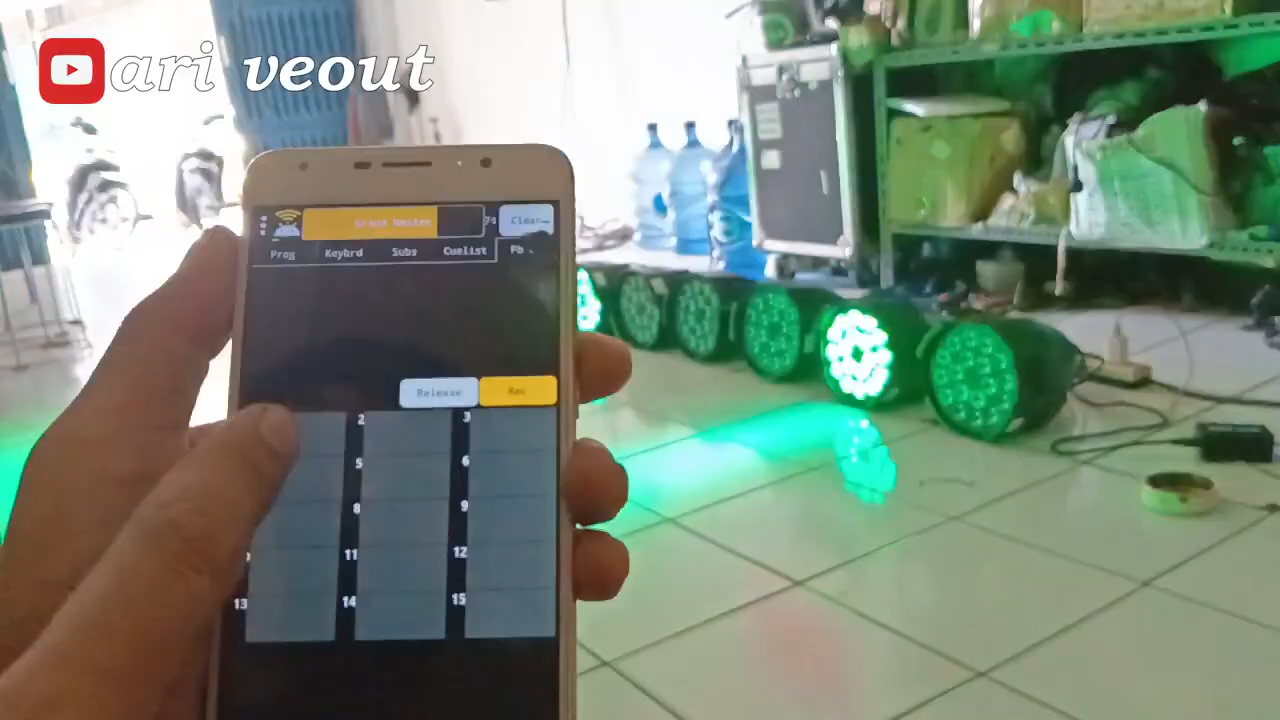 ari veout
Grand Master
Clear
Prog Keybrd Subs Cuelist Pb
Release Rec
2 3
5 6
8 9
11 12
13 14 15